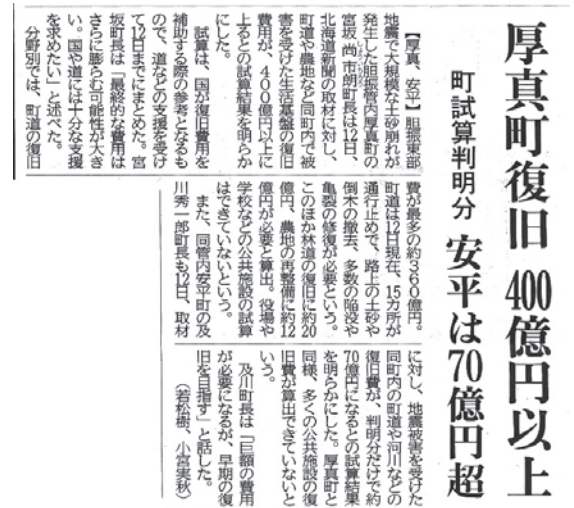 厚真町復旧 400億円以上
町試算判明分 安平は70億円超
【厚真、安平】胆振東部
地震で大規模な土砂崩れが
発生した胆振管内厚真町の
宮坂尚市朗町長は12日、
北海道新聞の取材に対し、
町道や農地など同町内で被
害を受けた生活基盤の復旧
費用が、400億円以上に
上るとの試算結果を明らか
にした。
試算は、国が復旧費用を
補助する際の参考となるも
ので、道などの支援を受け
て12日までにまとめた。宮
坂町長は「最終的な費用は
さらに膨らむ可能性が大き
い。国や道には十分な支援
を求めたい」と述べた。
分野別では、町道の復旧
費が最多の約360億円。
町道は12日現在、15カ所が
通行止めで、路上の土砂や
倒木の撤去、多数の陥没や
亀裂の修復が必要という。
このほか林道の復旧に約20
億円、農地の再整備に約12
億円が必要と算出。役場や
学校などの公共施設の試算
はできていないという。
また、同管内安平町の及
川秀一郎町長も12日、取材
に対し、地震被害を受けた
同町内の町道や河川などの
復旧費が、判明分だけで約
70億円になるとの試算結果
を明らかにした。厚真町と
同様、多くの公共施設の復
旧費が算出できていないと
いう。
及川町長は「巨額の費用
が必要になるが、早期の復
旧を目指す」と話した。
（若松樹、小宮実秋）